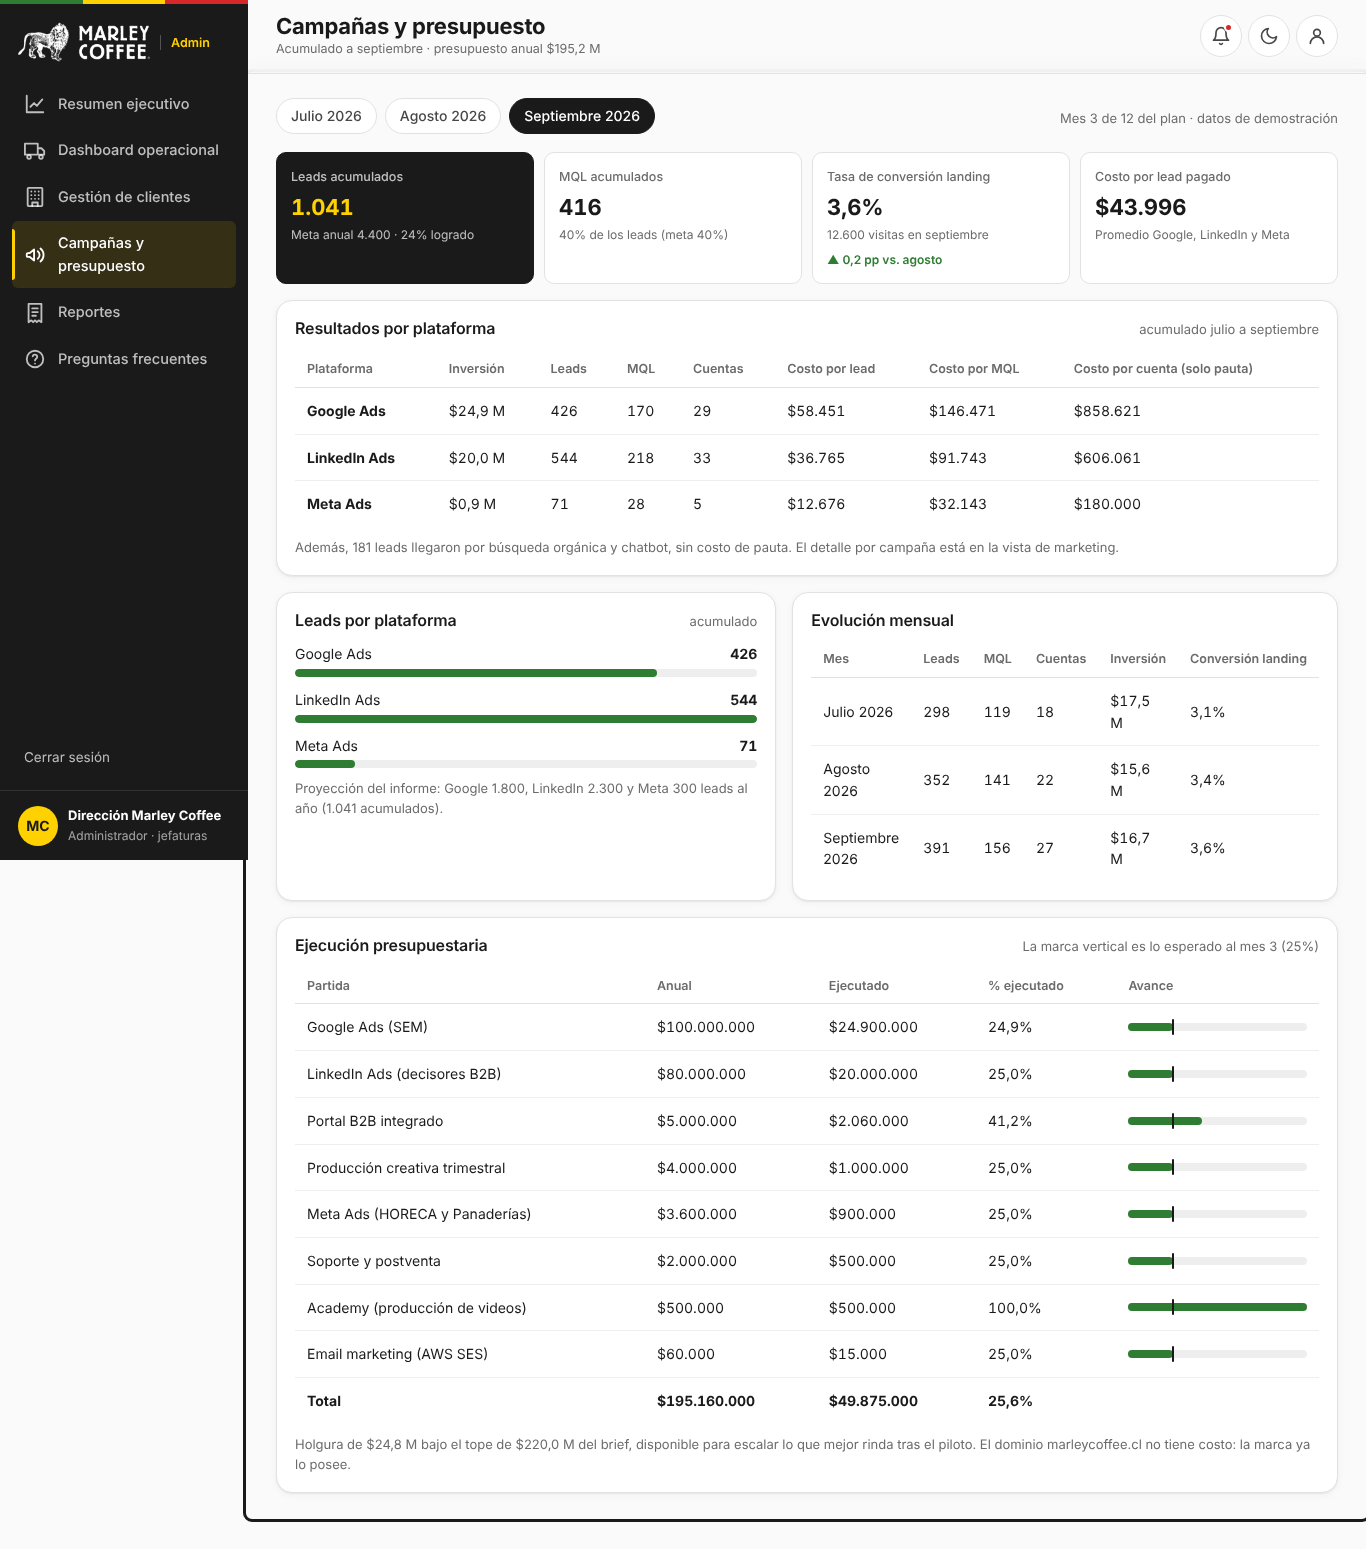 MARLEY
COFFEE
Admin
Resumen ejecutivo
Dashboard operacional
Gestión de clientes
Campañas y
presupuesto
Reportes
Preguntas frecuentes
Cerrar sesión
MC
Dirección Marley Coffee
Administrador · jefaturas
Campañas y presupuesto
Acumulado a septiembre · presupuesto anual $195,2 M
Julio 2026 Agosto 2026 Septiembre 2026
Mes 3 de 12 del plan · datos de demostración
Leads acumulados
1.041
Meta anual 4.400 · 24% logrado
MQL acumulados
416
40% de los leads (meta 40%)
Tasa de conversión landing
3,6%
12.600 visitas en septiembre
▲ 0,2 pp vs. agosto
Costo por lead pagado
$43.996
Promedio Google, LinkedIn y Meta
Resultados por plataforma
acumulado julio a septiembre
Plataforma Inversión Leads MQL Cuentas Costo por lead Costo por MQL Costo por cuenta (solo pauta)
Google Ads $24,9 M 426 170 29 $58.451 $146.471 $858.621
LinkedIn Ads $20,0 M 544 218 33 $36.765 $91.743 $606.061
Meta Ads $0,9 M 71 28 5 $12.676 $32.143 $180.000
Además, 181 leads llegaron por búsqueda orgánica y chatbot, sin costo de pauta. El detalle por campaña está en la vista de marketing.
Leads por plataforma
acumulado
Google Ads 426
LinkedIn Ads 544
Meta Ads 71
Proyección del informe: Google 1.800, LinkedIn 2.300 y Meta 300 leads al
año (1.041 acumulados).
Evolución mensual
Mes Leads MQL Cuentas Inversión Conversión landing
Julio 2026 298 119 18 $17,5 M 3,1%
Agosto 2026 352 141 22 $15,6 M 3,4%
Septiembre 2026 391 156 27 $16,7 M 3,6%
Ejecución presupuestaria
La marca vertical es lo esperado al mes 3 (25%)
Partida Anual Ejecutado % ejecutado Avance
Google Ads (SEM) $100.000.000 $24.900.000 24,9%
LinkedIn Ads (decisores B2B) $80.000.000 $20.000.000 25,0%
Portal B2B integrado $5.000.000 $2.060.000 41,2%
Producción creativa trimestral $4.000.000 $1.000.000 25,0%
Meta Ads (HORECA y Panaderías) $3.600.000 $900.000 25,0%
Soporte y postventa $2.000.000 $500.000 25,0%
Academy (producción de videos) $500.000 $500.000 100,0%
Email marketing (AWS SES) $60.000 $15.000 25,0%
Total $195.160.000 $49.875.000 25,6%
Holgura de $24,8 M bajo el tope de $220,0 M del brief, disponible para escalar lo que mejor rinda tras el piloto. El dominio marleycoffee.cl no tiene costo: la marca ya
lo posee.